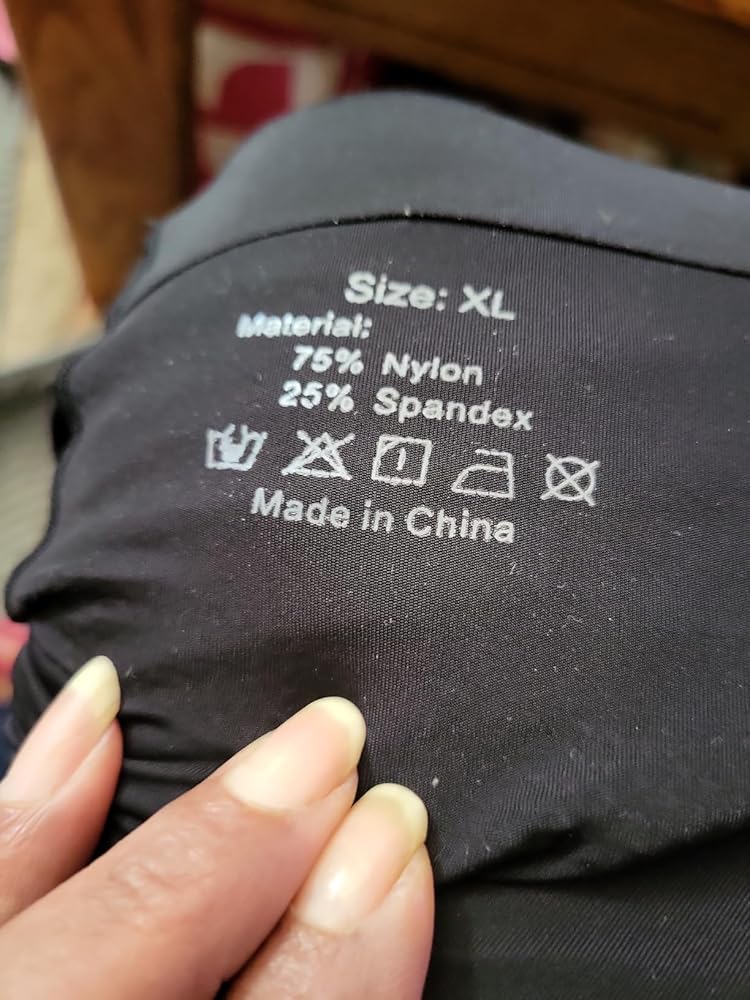 Size: XL
Material:
75% Nylon
25% Spandex
Made in China